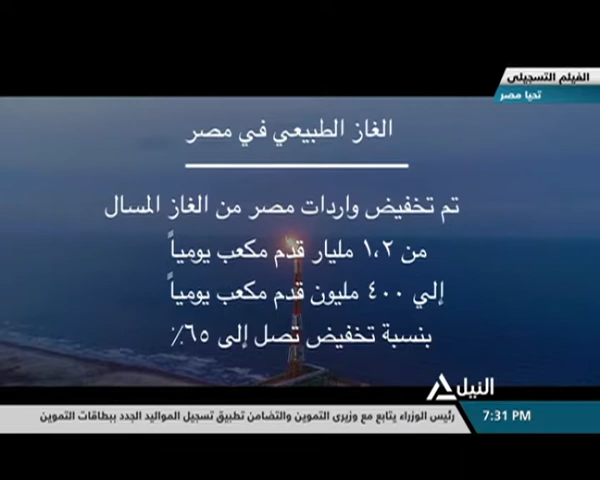 الفيلم التسجيلى
تحيا مصر
الغاز الطبيعي في مصر
تم تخفيض واردات مصر من الغاز المسال
من ١,٢ مليار قدم مكعب يومياً
إلي ٤٠٠ مليون قدم مكعب يومياً
بنسبة تخفيض تصل إلى ٦٥٪
النيل
رئيس الوزراء يتابع مع وزيرى التموين والتضامن تطبيق تسجيل المواليد الجدد ببطاقات التموين
7:31 PM